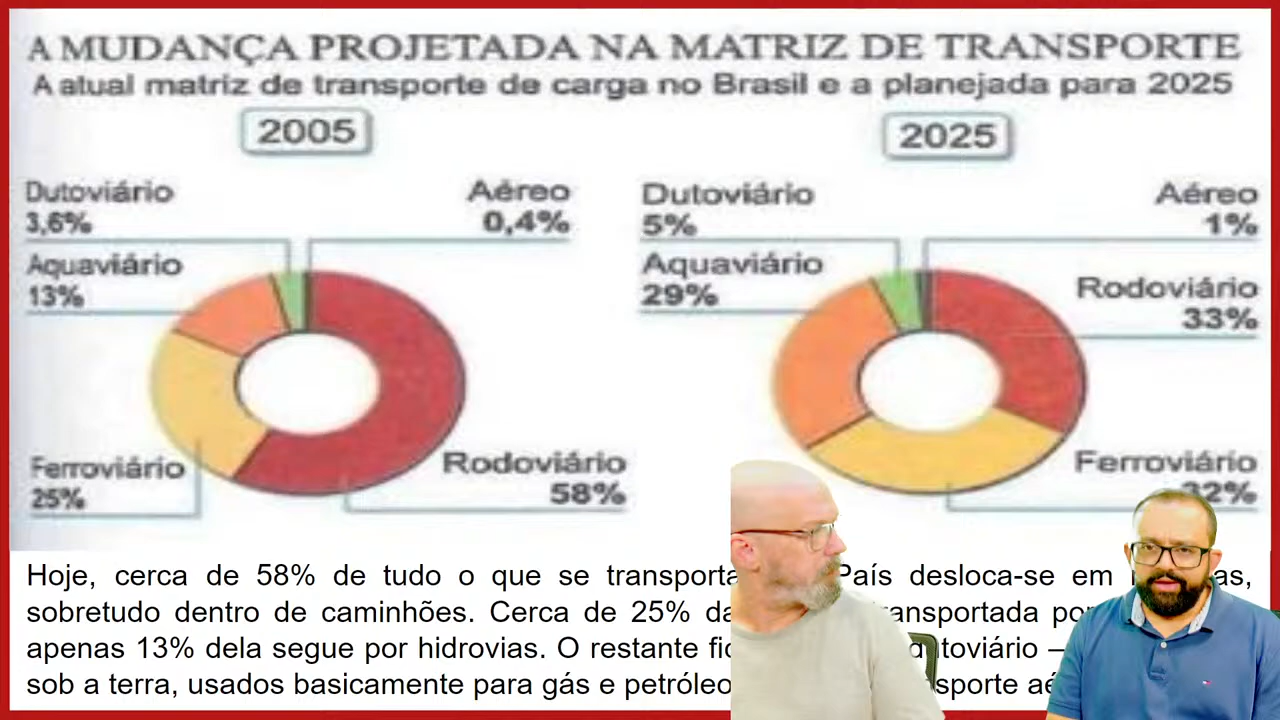 A MUDANÇA PROJETADA NA MATRIZ DE TRANSPORTE
A atual matriz de transporte de carga no Brasil e a planejada para 2025
2005
Dutoviário
3,6%
Aéreo
0,4%
Aquaviário
13%
Ferroviário
25%
Rodoviário
58%
2025
Dutoviário
5%
Aéreo
1%
Aquaviário
29%
Rodoviário
33%
Ferroviário
32%
Hoje, cerca de 58% de tudo o que se transporta País desloca-se em
sobretudo dentro de caminhões. Cerca de 25% da transportada por
apenas 13% dela segue por hidrovias. O restante dutoviário –
sob a terra, usados basicamente para gás e petróleo